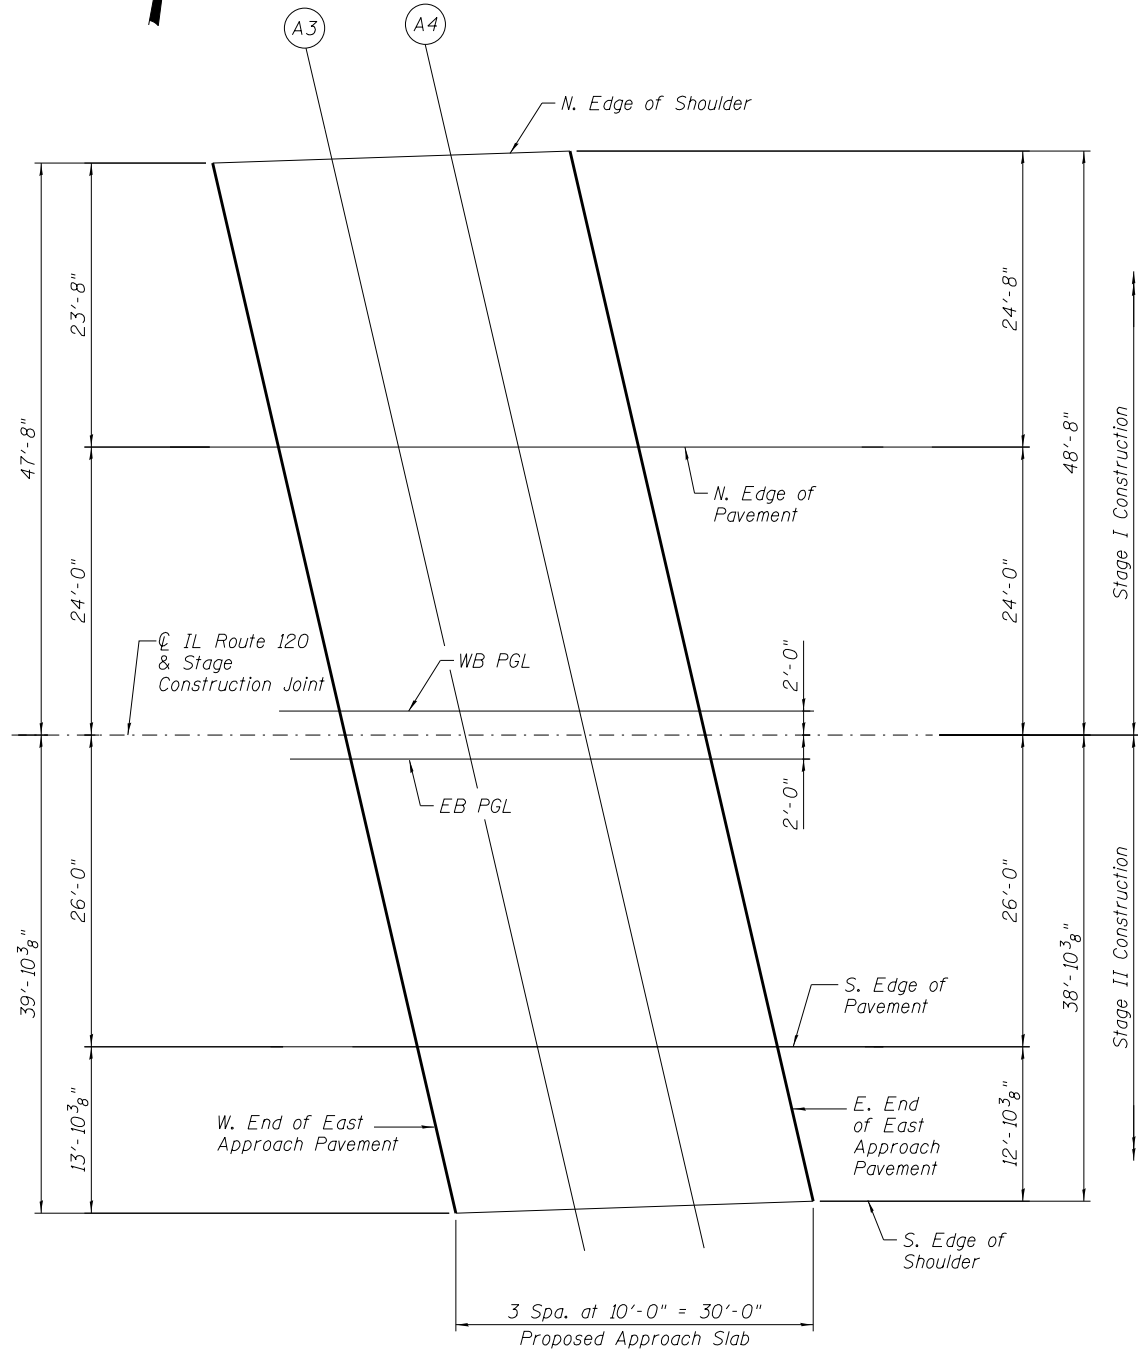 A3
A4
N. Edge of Shoulder
23'-8"
24'-8"
47'-8"
48'-8"
Stage I Construction
N. Edge of
Pavement
24'-0"
24'-0"
℄ IL Route 120
& Stage
Construction Joint
WB PGL
2'-0"
EB PGL
2'-0"
26'-0"
26'-0"
39'-10 3/8"
38'-10 3/8"
Stage II Construction
S. Edge of
Pavement
13'-10 3/8"
W. End of East
Approach Pavement
E. End
of East
Approach
Pavement
12'-10 3/8"
S. Edge of
Shoulder
3 Spa. at 10'-0" = 30'-0"
Proposed Approach Slab